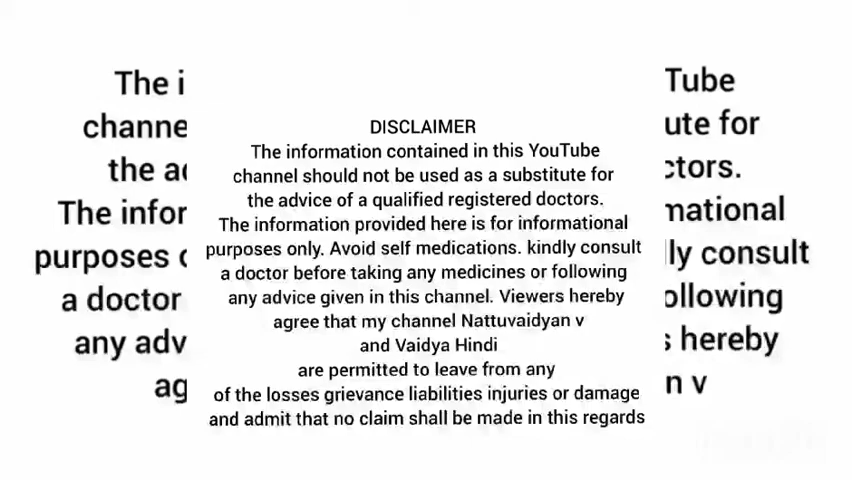 DISCLAIMER
The information contained in this YouTube
channel should not be used as a substitute for
the advice of a qualified registered doctors.
The information provided here is for informational
purposes only. Avoid self medications. kindly consult
a doctor before taking any medicines or following
any advice given in this channel. Viewers hereby
agree that my channel Nattuvaidyan v
and Vaidya Hindi
are permitted to leave from any
of the losses grievance liabilities injuries or damage
and admit that no claim shall be made in this regards